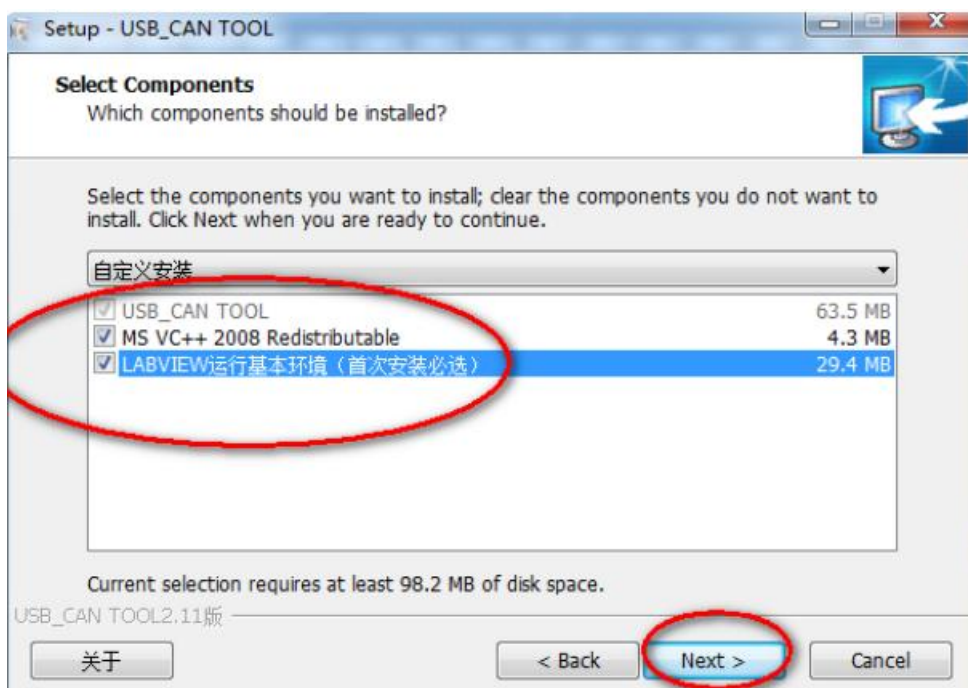 Setup - USB_CAN TOOL
Select Components
Which components should be installed?
Select the components you want to install; clear the components you do not want to
install. Click Next when you are ready to continue.
自定义安装
USB_CAN TOOL 63.5 MB
MS VC++ 2008 Redistributable 4.3 MB
LABVIEW运行基本环境（首次安装必选） 29.4 MB
Current selection requires at least 98.2 MB of disk space.
USB_CAN TOOL2.11版
关于 < Back Next > Cancel